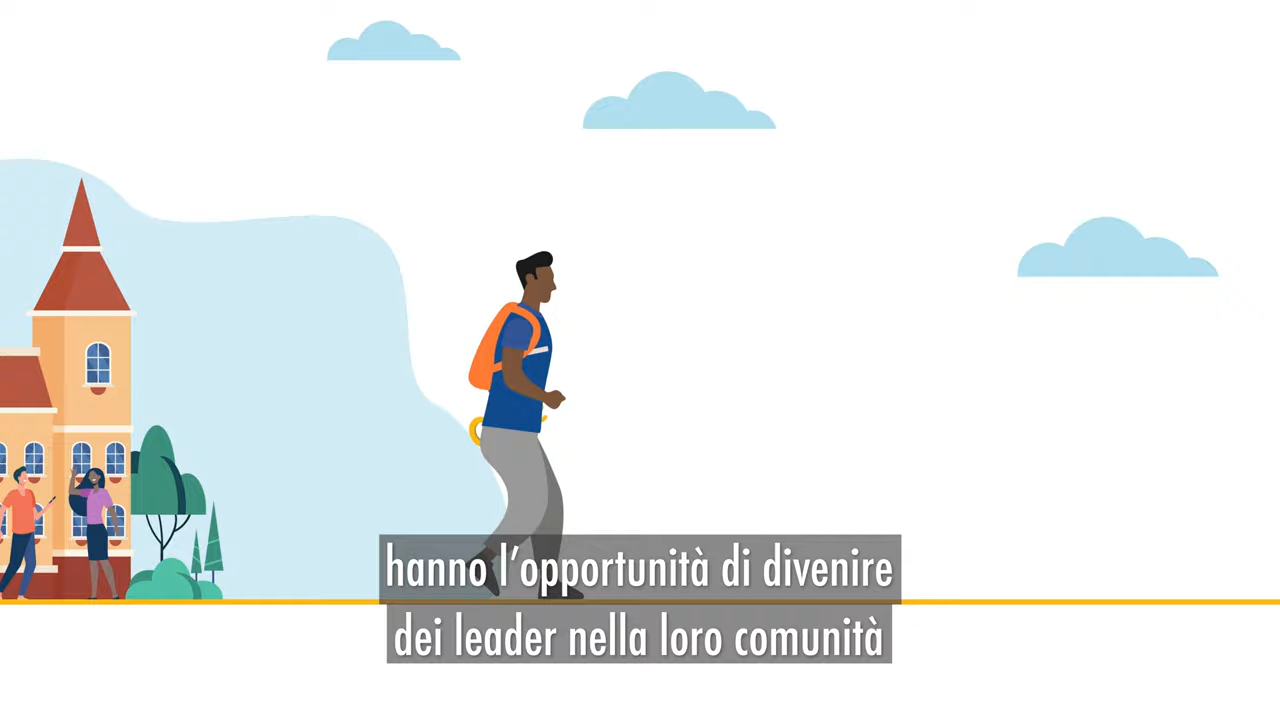 hanno l’opportunità di divenire
dei leader nella loro comunità